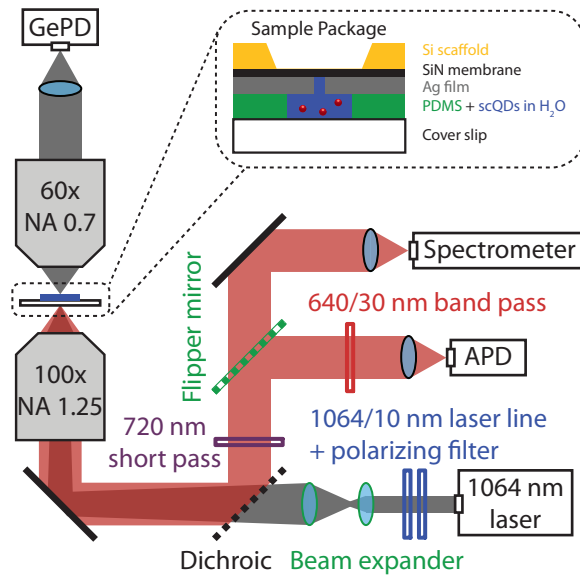 GePD
Sample Package
Si scaffold
SiN membrane
Ag film
PDMS + scQDs in H₂O
Cover slip
60x
NA 0.7
Spectrometer
Flipper mirror
640/30 nm band pass
100x
NA 1.25
APD
720 nm
short pass
1064/10 nm laser line
+ polarizing filter
1064 nm
laser
Dichroic
Beam expander